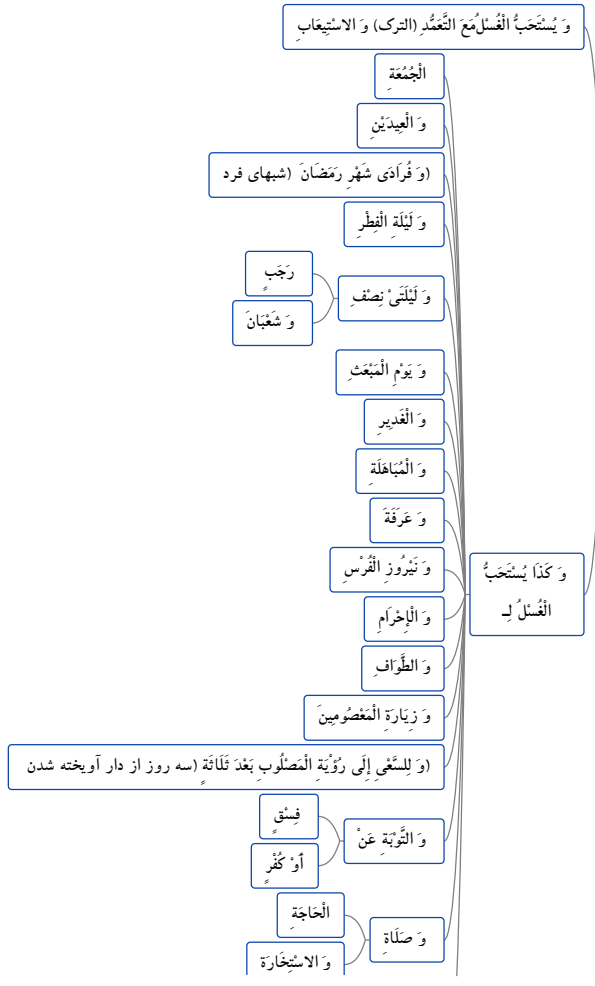 وَ يُسْتَحَبُّ الْغُسْلُ مَعَ التَّعَمُّدِ (الترک) وَ الاسْتِيعَابِ
الْجُمُعَةِ
وَ الْعِيدَيْنِ
(وَ فُرَادَى شَهْرِ رَمَضَانَ (شبهای فرد
وَ لَيْلَةِ الْفِطْرِ
وَ لَيْلَتَيْ نِصْفِ
رَجَبٍ
وَ شَعْبَانَ
وَ يَوْمِ الْمَبْعَثِ
وَ الْغَدِيرِ
وَ الْمُبَاهَلَةِ
وَ عَرَفَةَ
وَ كَذَا يُسْتَحَبُّ
الْغُسْلُ لِـ
وَ نَيْرُوزِ الْفُرْسِ
وَ الْإِحْرَامِ
وَ الطَّوَافِ
وَ زِيَارَةِ الْمَعْصُومِينَ
(وَ لِلسَّعْيِ إِلَى رُؤْيَةِ الْمَصْلُوبِ بَعْدَ ثَلَاثَةٍ (سه روز از دار آویخته شدن
وَ التَّوْبَةِ عَنْ
فِسْقٍ
أَوْ كُفْرٍ
وَ صَلَاةِ
الْحَاجَةِ
وَ الاسْتِخَارَة